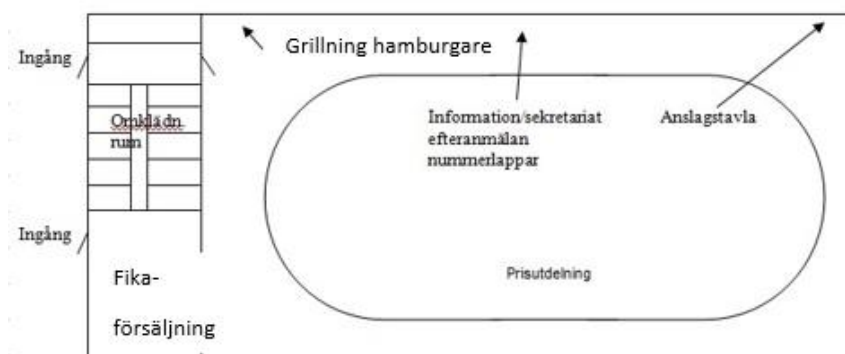 Ingång
Grillning hamburgare
Omklädn
rum
Information/sekretariat
efteranmälan
nummerlappar
Anslagstavla
Ingång
Fika-
försäljning
Prisutdelning